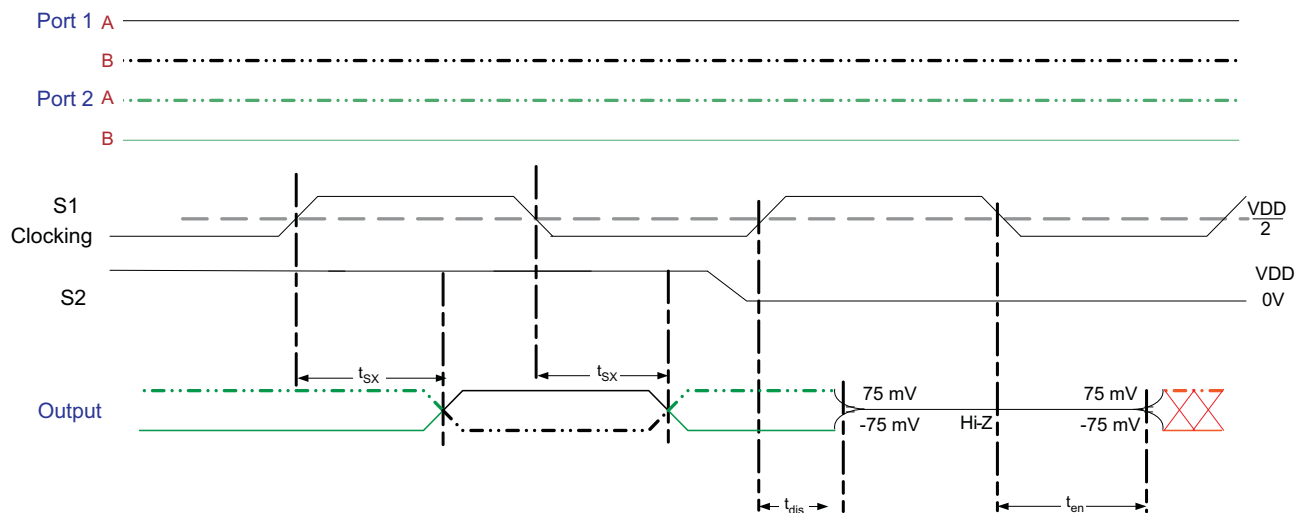 Port 1 A
B
Port 2 A
B
S1
Clocking
VDD
2
S2
VDD
0V
tSX
tSX
Output
75 mV
-75 mV
Hi-Z
75 mV
-75 mV
tdis
ten